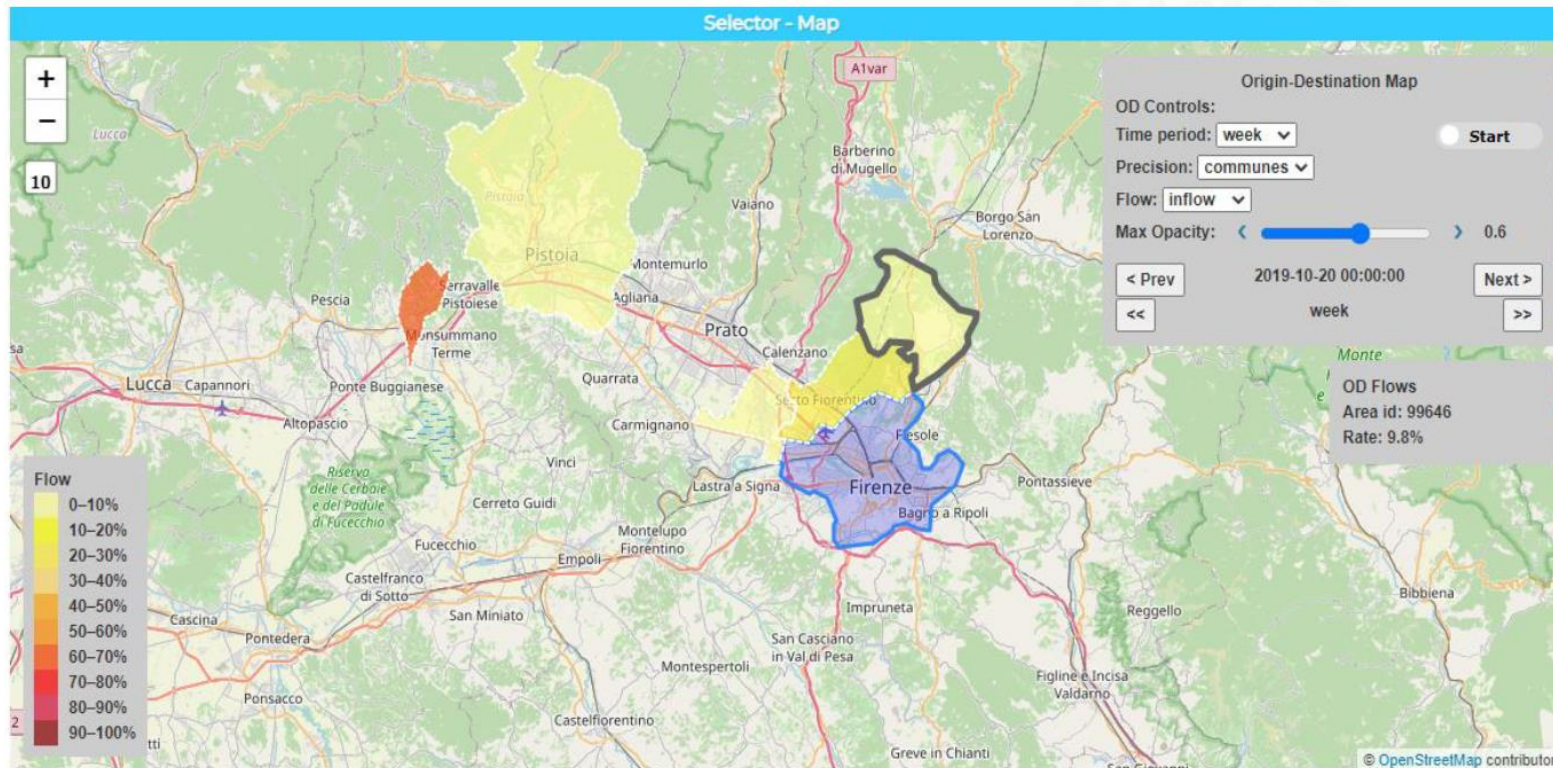 Selector - Map
+
−
10
Origin-Destination Map
OD Controls:
Time period: week
Start
Precision: communes
Flow: inflow
Max Opacity: 0.6
< Prev
2019-10-20 00:00:00
Next >
<<
week
>>
OD Flows
Area id: 99646
Rate: 9.8%
Flow
0–10%
10–20%
20–30%
30–40%
40–50%
50–60%
60–70%
70–80%
80–90%
90–100%
A1var
Lucca
Barberino
di Mugello
Pistoia
Vaiano
Borgo San
Lorenzo
Pistoia
Montemurlo
Pescia
Serravalle
Pistoiese
Agliana
Prato
Monsummano
Terme
Calenzano
Monte
Lucca
Capannori
Ponte Buggianese
Quarrata
Sesto Fiorentino
Altopascio
Carmignano
Fiesole
Vinci
Riserva
delle Cerbaie
e del Padule
di Fucecchio
Cerreto Guidi
Lastra a Signa
Firenze
Pontassieve
Bagno a Ripoli
Montelupo
Fiorentino
Fucecchio
Empoli
Castelfranco
di Sotto
Bibbiena
Cascina
San Miniato
Impruneta
Reggello
Pontedera
San Casciano
in Val di Pesa
Montespertoli
Figline e Incisa
Valdarno
Ponsacco
2
Castelfiorentino
Greve in Chianti
© OpenStreetMap contributor